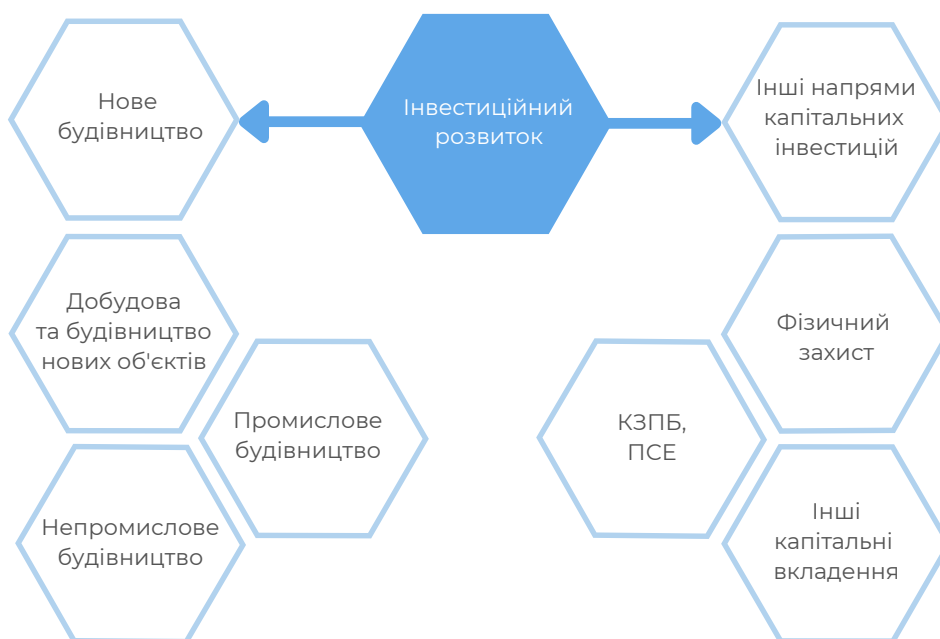 Інвестиційний
розвиток
Нове
будівництво
Добудова
та будівництво
нових об'єктів
Промислове
будівництво
Непромислове
будівництво
Інші напрями
капітальних
інвестицій
Фізичний
захист
КЗПБ,
ПСЕ
Інші
капітальні
вкладення